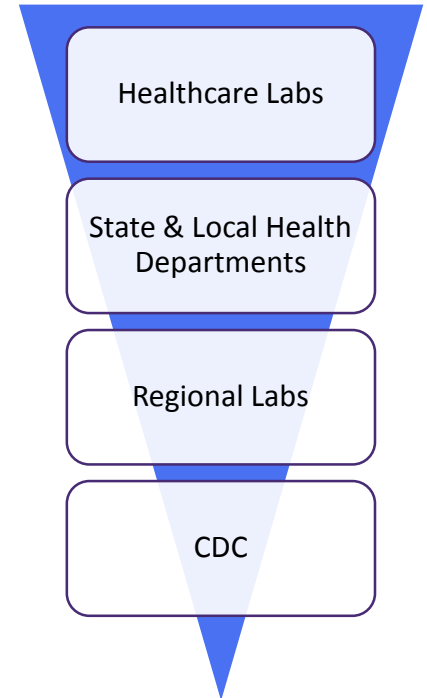 Healthcare Labs
State & Local Health
Departments
Regional Labs
CDC